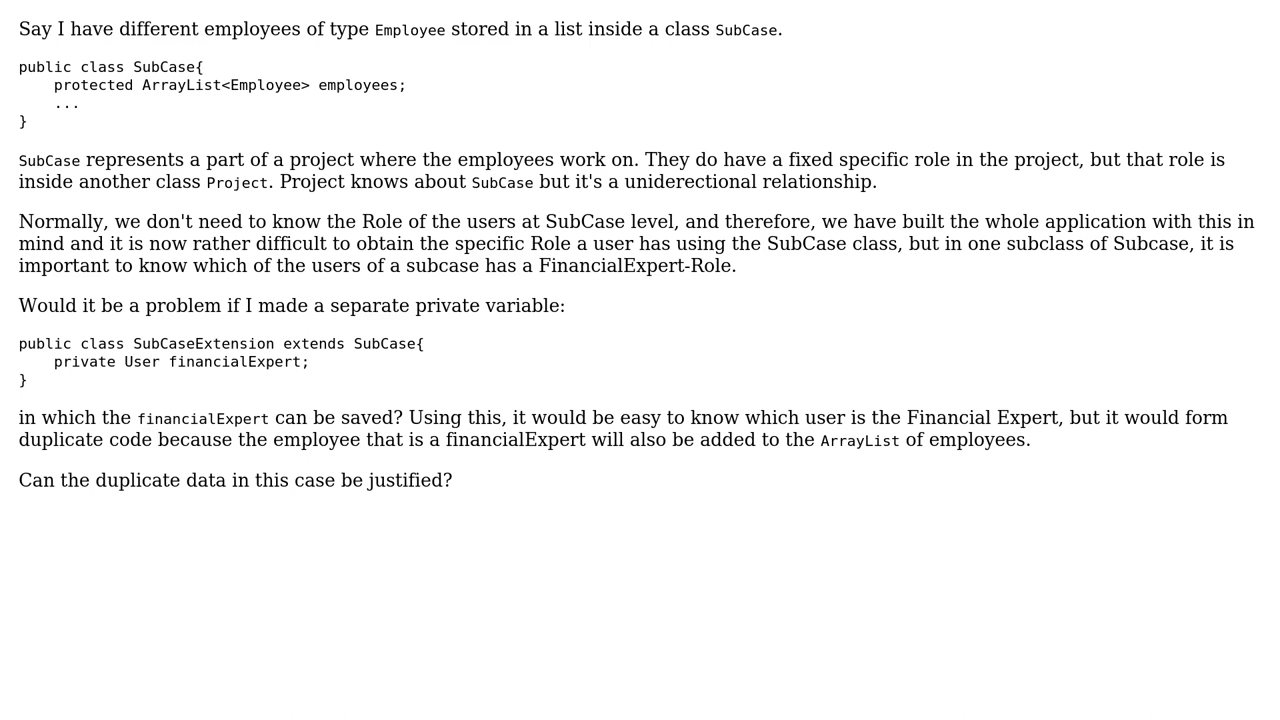 Say I have different employees of type Employee stored in a list inside a class SubCase.
public class SubCase{
    protected ArrayList<Employee> employees;
    ...
}
SubCase represents a part of a project where the employees work on. They do have a fixed specific role in the project, but that role is
inside another class Project. Project knows about SubCase but it's a uniderectional relationship.
Normally, we don't need to know the Role of the users at SubCase level, and therefore, we have built the whole application with this in
mind and it is now rather difficult to obtain the specific Role a user has using the SubCase class, but in one subclass of Subcase, it is
important to know which of the users of a subcase has a FinancialExpert-Role.
Would it be a problem if I made a separate private variable:
public class SubCaseExtension extends SubCase{
    private User financialExpert;
}
in which the financialExpert can be saved? Using this, it would be easy to know which user is the Financial Expert, but it would form
duplicate code because the employee that is a financialExpert will also be added to the ArrayList of employees.
Can the duplicate data in this case be justified?